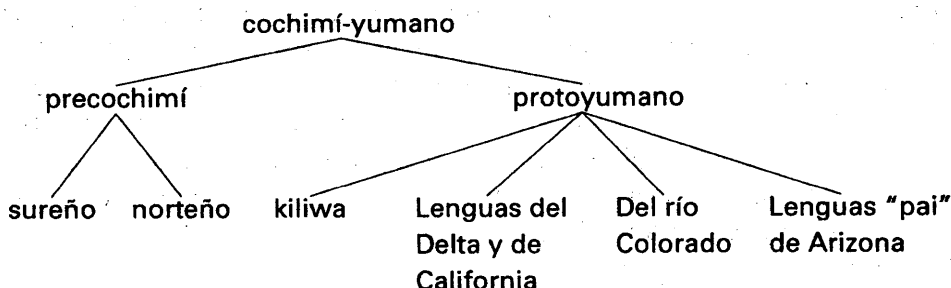 cochimí-yumano
precochimí protoyumano
sureño norteño kiliwa Lenguas del Del río Lenguas "pai"
Delta y de Colorado de Arizona
California